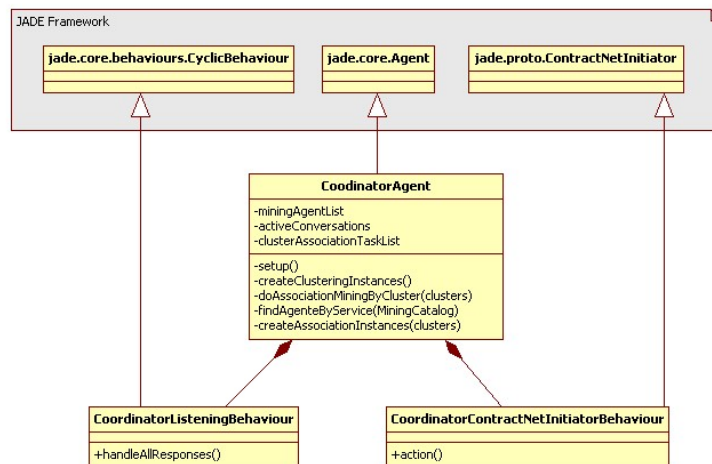 JADE Framework
jade.core.behaviours.CyclicBehaviour
jade.core.Agent
jade.proto.ContractNetInitiator
CoodinatorAgent
-miningAgentList
-activeConversations
-clusterAssociationTaskList
-setup()
-createClusteringInstances()
-doAssociationMiningByCluster(clusters)
-findAgenteByService(MiningCatalog)
-createAssociationInstances(clusters)
CoordinatorListeningBehaviour
+handleAllResponses()
CoordinatorContractNetInitiatorBehaviour
+action()